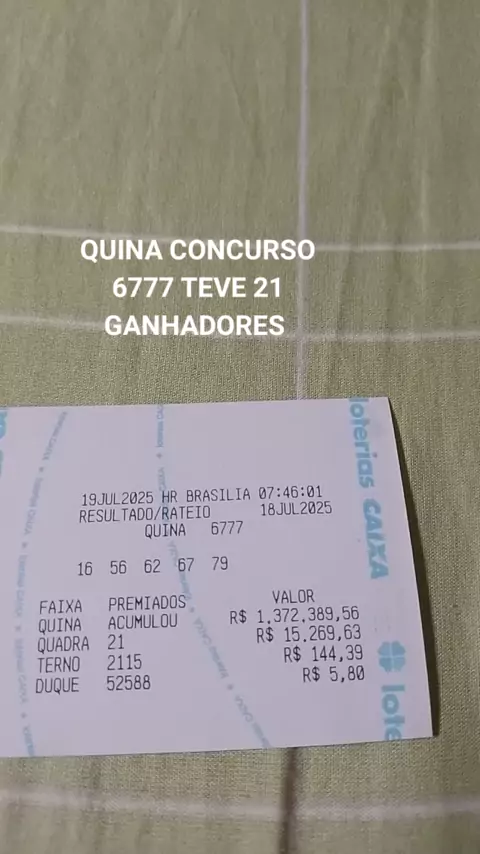 QUINA CONCURSO
6777 TEVE 21
GANHADORES
loterias CAIXA
19JUL2025 HR BRASILIA 07:46:01
RESULTADO/RATEIO 18JUL2025
QUINA 6777
16 56 62 67 79
FAIXA PREMIADOS VALOR
QUINA ACUMULOU R$ 1.372.389,56
QUADRA 21 R$ 15.269,63
TERNO 2115 R$ 144,39
DUQUE 52588 R$ 5,80
lote